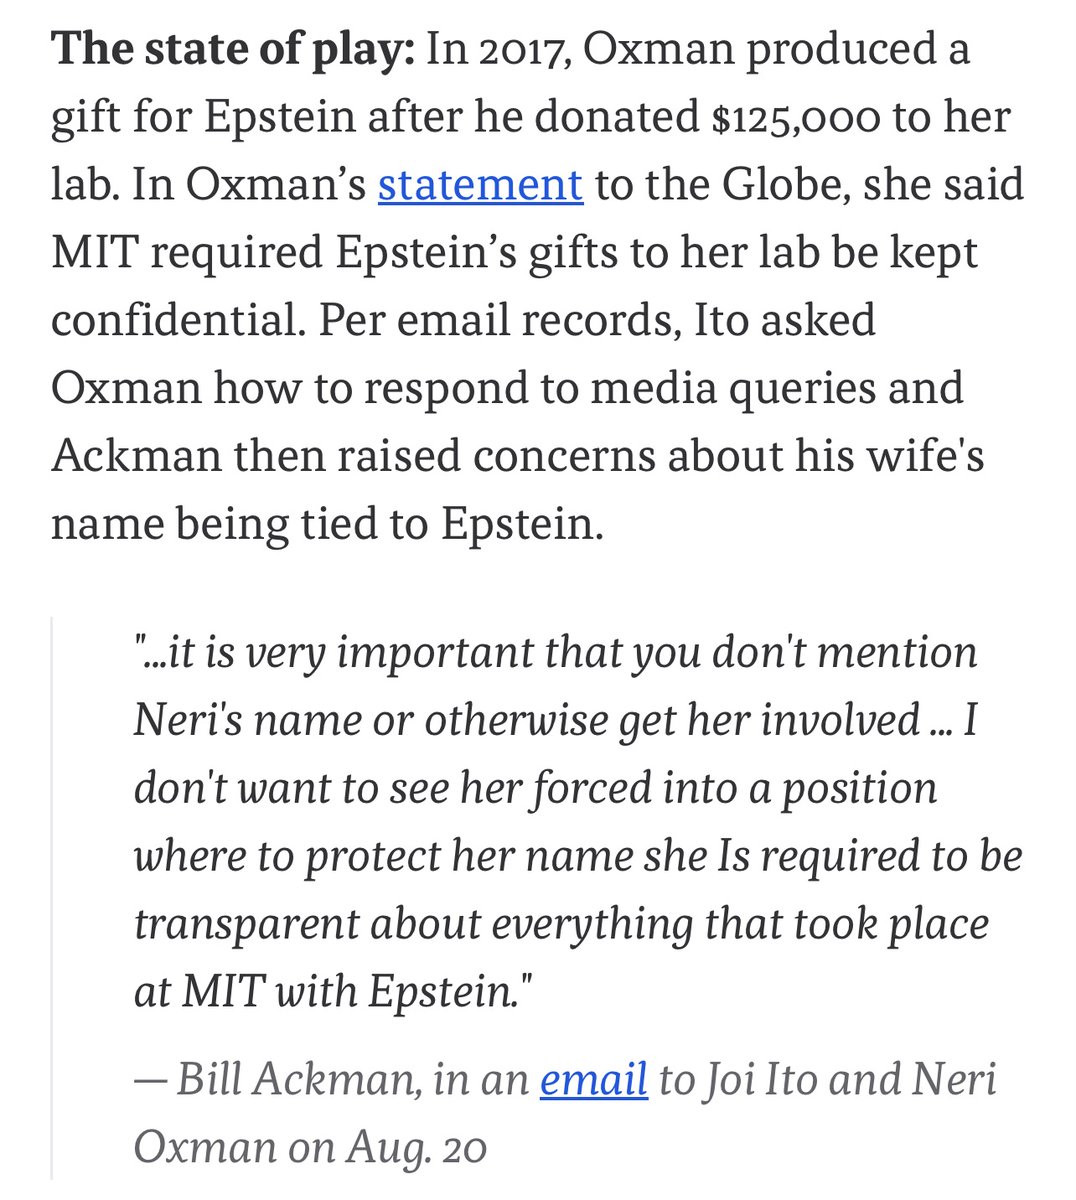 The state of play: In 2017, Oxman produced a
gift for Epstein after he donated $125,000 to her
lab. In Oxman’s statement to the Globe, she said
MIT required Epstein’s gifts to her lab be kept
confidential. Per email records, Ito asked
Oxman how to respond to media queries and
Ackman then raised concerns about his wife's
name being tied to Epstein.
"...it is very important that you don't mention
Neri's name or otherwise get her involved ... I
don't want to see her forced into a position
where to protect her name she Is required to be
transparent about everything that took place
at MIT with Epstein."
— Bill Ackman, in an email to Joi Ito and Neri
Oxman on Aug. 20